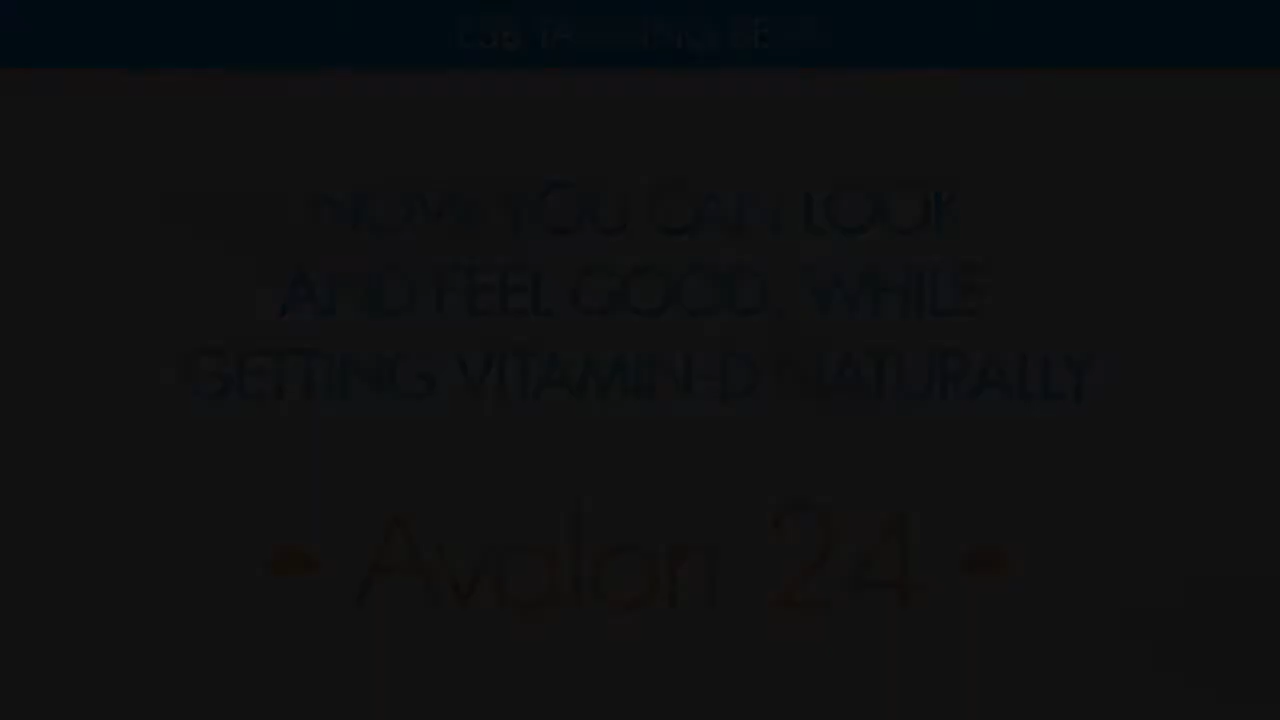 NOW YOU CAN LOOK
AND FEEL GOOD, WHILE
GETTING VITAMIN-D NATURALLY
Avalon 24